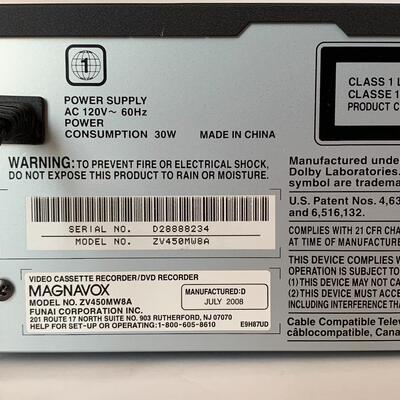 1
POWER SUPPLY
AC 120V~ 60Hz
POWER
CONSUMPTION 30W MADE IN CHINA
WARNING: TO PREVENT FIRE OR ELECTRICAL SHOCK,
DO NOT EXPOSE THIS PRODUCT TO RAIN OR MOISTURE.
SERIAL NO. D28888234
MODEL NO. ZV450MW8A
VIDEO CASSETTE RECORDER/DVD RECORDER
MAGNAVOX
MODEL NO. ZV450MW8A
FUNAI CORPORATION INC.
201 ROUTE 17 NORTH SUITE NO. 903 RUTHERFORD, NJ 07070
HELP FOR SET-UP OR OPERATING:1-800-605-8610
MANUFACTURED:D
JULY 2008
E9H87UD
CLASS 1 L
CLASSE 1
PRODUCT C
Manufactured unde
Dolby Laboratories.
symbol are tradema
U.S. Patent Nos. 4,63
and 6,516,132.
COMPLIES WITH 21 CFR CHA
AT TIME OF MANUFACTURE
THIS DEVICE COMPLIES WI
OPERATION IS SUBJECT TO
(1) THIS DEVICE MAY NOT CA
(2) THIS DEVICE MUST ACCE
INCLUDING INTERFERENCE THA
Cable Compatible Telev
câblocompatible, Cana